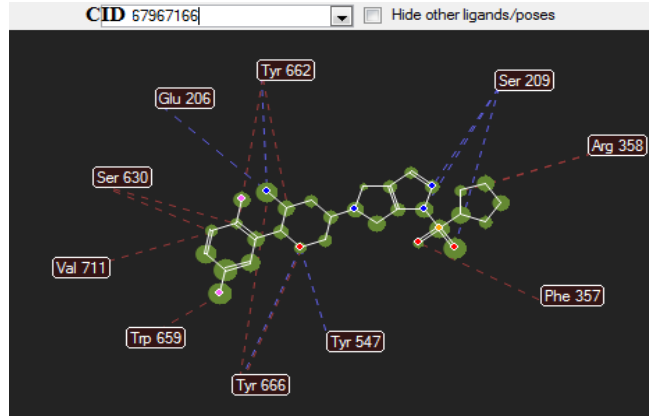 CID 67967166 Hide other ligands/poses
Tyr 662
Ser 209
Glu 206
Arg 358
Ser 630
Val 711
Phe 357
Trp 659
Tyr 547
Tyr 666